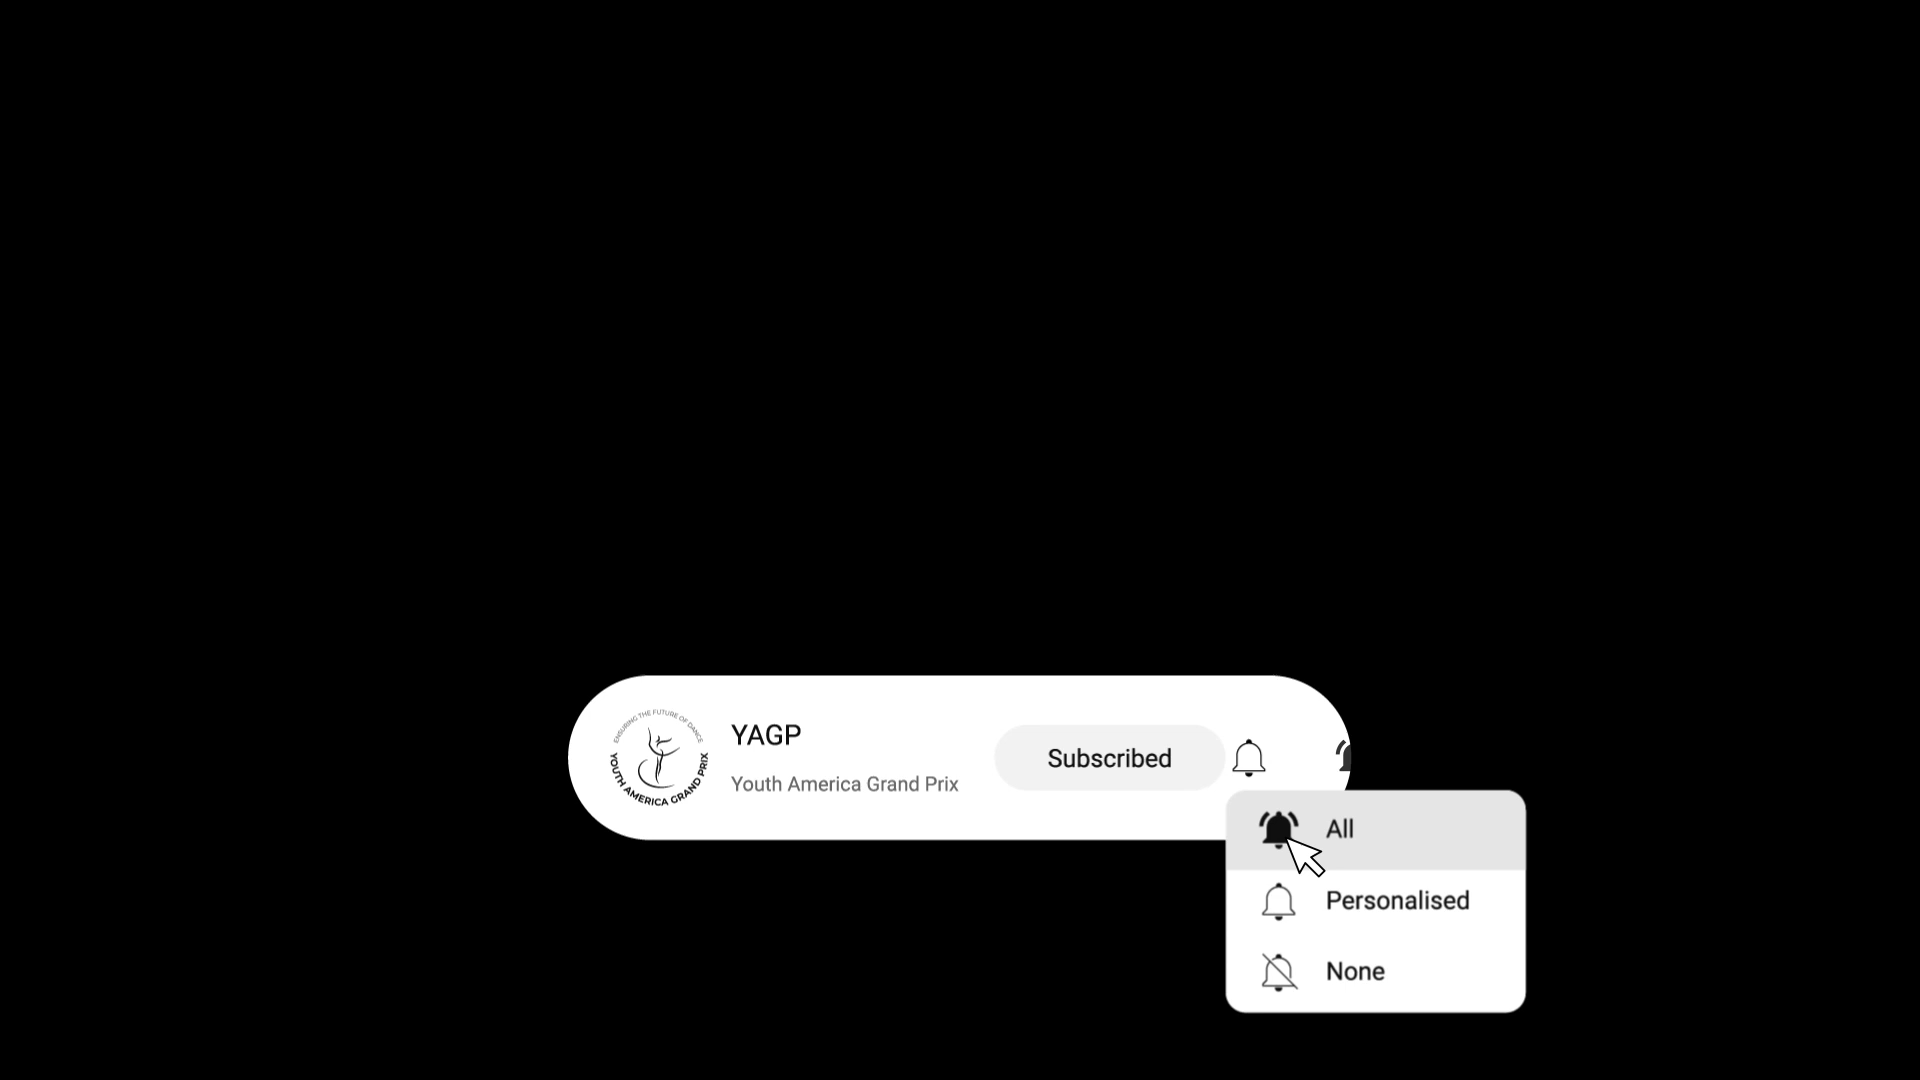 ENSURING THE FUTURE OF DANCE
YOUTH AMERICA GRAND PRIX
YAGP
Youth America Grand Prix
Subscribed
All
Personalised
None